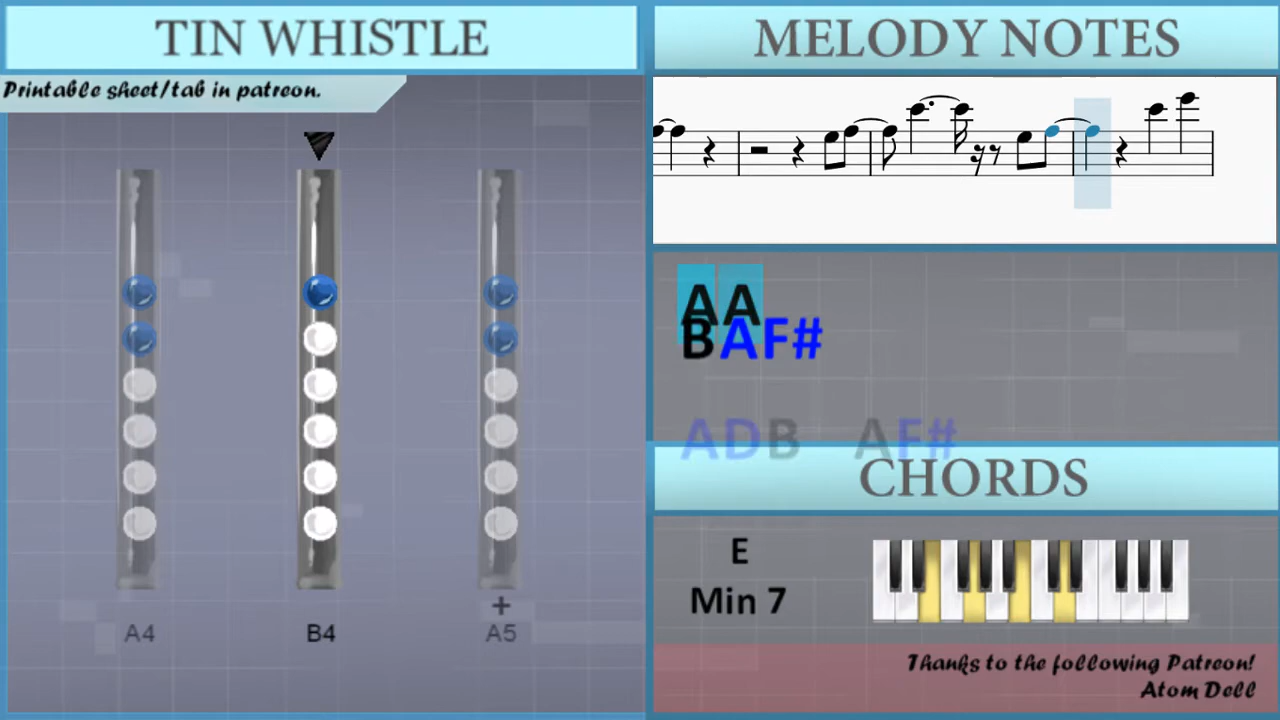 TIN WHISTLE
Printable sheet/tab in patreon.
A4
B4
+
A5
MELODY NOTES
AA
BAF#
ADB AF#
CHORDS
E
Min 7
Thanks to the following Patreon!
Atom Dell